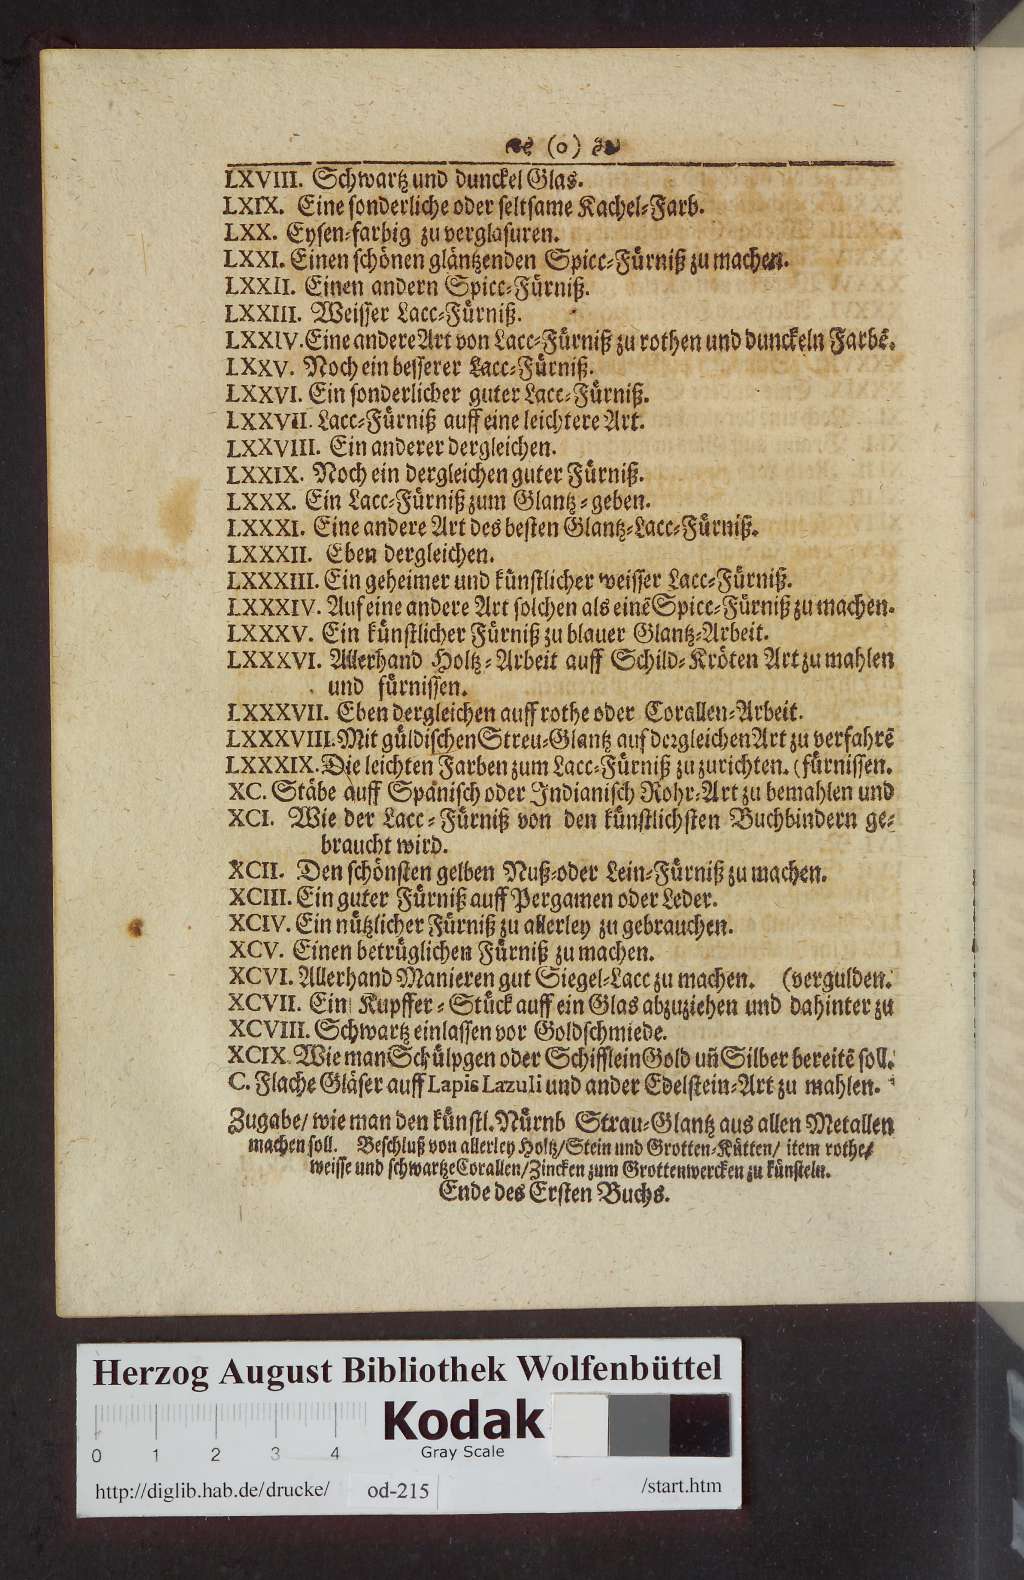 (o)
LXVIII. Schwartz und dunckel Glas.
LXIX. Eine sonderliche oder seltsame Kachel-Farb.
LXX. Eysen-farbig zu verglasuren.
LXXI. Einen schönen gläntzenden Spicc-Fürniß zu machen.
LXXII. Einen andern Spicc-Fürniß.
LXXIII. Weisser Lacc-Fürniß.
LXXIV. Eine andere Art von Lacc-Fürniß zu rothen und dunckeln Farbẽ.
LXXV. Noch ein besserer Lacc-Fürniß.
LXXVI. Ein sonderlicher guter Lacc-Fürniß.
LXXVII. Lacc-Fürniß auff eine leichtere Art.
LXXVIII. Ein anderer dergleichen.
LXXIX. Noch ein dergleichen guter Fürniß.
LXXX. Ein Lacc-Fürniß zum Glantz-geben.
LXXXI. Eine andere Art des besten Glantz-Lacc-Fürniß.
LXXXII. Eben dergleichen.
LXXXIII. Ein geheimer und künstlicher weisser Lacc-Fürniß.
LXXXIV. Auf eine andere Art solchen als einẽ Spicc-Fürniß zu machen.
LXXXV. Ein künstlicher Fürniß zu blauer Glantz-Arbeit.
LXXXVI. Allerhand Holtz-Arbeit auff Schild-Kröten Art zu mahlen
und fürnissen.
LXXXVII. Eben dergleichen auff rothe oder Corallen-Arbeit.
LXXXVIII. Mit güldischen Streu-Glantz auf dergleichen Art zu verfahrẽ
LXXXIX. Die leichten Farben zum Lacc-Fürniß zu zurichten. (fürnissen.
XC. Stäbe auff Spanisch oder Indianisch Rohr-Art zu bemahlen und
XCI. Wie der Lacc-Fürniß von den künstlichsten Buchbindern ge-
braucht wird.
XCII. Den schönsten gelben Nuß-oder Lein-Fürniß zu machen.
XCIII. Ein guter Fürniß auff Pergamen oder Leder.
XCIV. Ein nützlicher Fürniß zu allerley zu gebrauchen.
XCV. Einen betrüglichen Fürniß zu machen.
XCVI. Allerhand Manieren gut Siegel-Lacc zu machen. (vergulden.
XCVII. Ein Kupffer-Stück auff ein Glas abzuziehen und dahinter zu
XCVIII. Schwartz einlassen vor Goldschmiede.
XCIX. Wie man Schülpgen oder Schifflein Gold uñ Silber bereitẽ soll.
C. Flache Gläser auff Lapis Lazuli und ander Edelstein-Art zu mahlen.
Zugabe/ wie man den künstl. Nürnb Strau-Glantz aus allen Metallen
machen soll. Beschluß von allerley Holtz/Stein und Grotten-Kütten/ item rothe/
weisse und schwartze Corallen/Zincken zum Grottenwercken zu künsteln.
Ende des Ersten Buchs.
Herzog August Bibliothek Wolfenbüttel
Kodak
Gray Scale
0 1 2 3 4
http://diglib.hab.de/drucke/ od-215 /start.htm